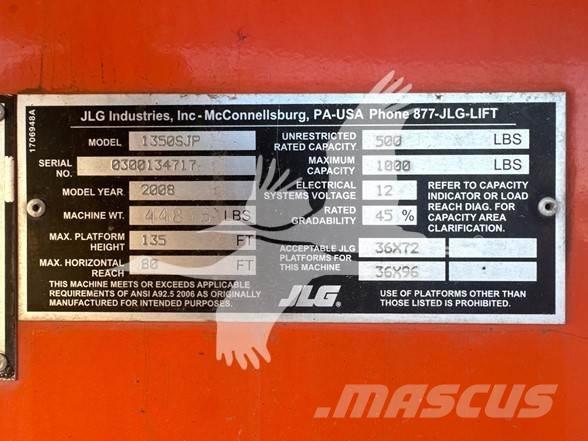 JLG Industries, Inc - McConnellsburg, PA-USA Phone 877-JLG-LIFT
MODEL 1350SJP
SERIAL NO. 0300134717
MODEL YEAR 2008
MACHINE WT. LBS
MAX. PLATFORM HEIGHT 135 FT
MAX. HORIZONTAL REACH 80 FT
THIS MACHINE MEETS OR EXCEEDS APPLICABLE
REQUIREMENTS OF ANSI A92.5 2006 AS ORIGINALLY
MANUFACTURED FOR INTENDED PURPOSES.
UNRESTRICTED RATED CAPACITY 500 LBS
MAXIMUM CAPACITY 1000 LBS
ELECTRICAL SYSTEMS VOLTAGE 12
RATED GRADABILITY 45 %
REFER TO CAPACITY
INDICATOR OR LOAD
REACH DIAG. FOR
CAPACITY AREA
CLARIFICATION.
ACCEPTABLE JLG PLATFORMS FOR THIS MACHINE
36X72
36X96
JLG®
USE OF PLATFORMS OTHER THAN
THOSE LISTED IS PROHIBITED.
1706948A
MASCUS